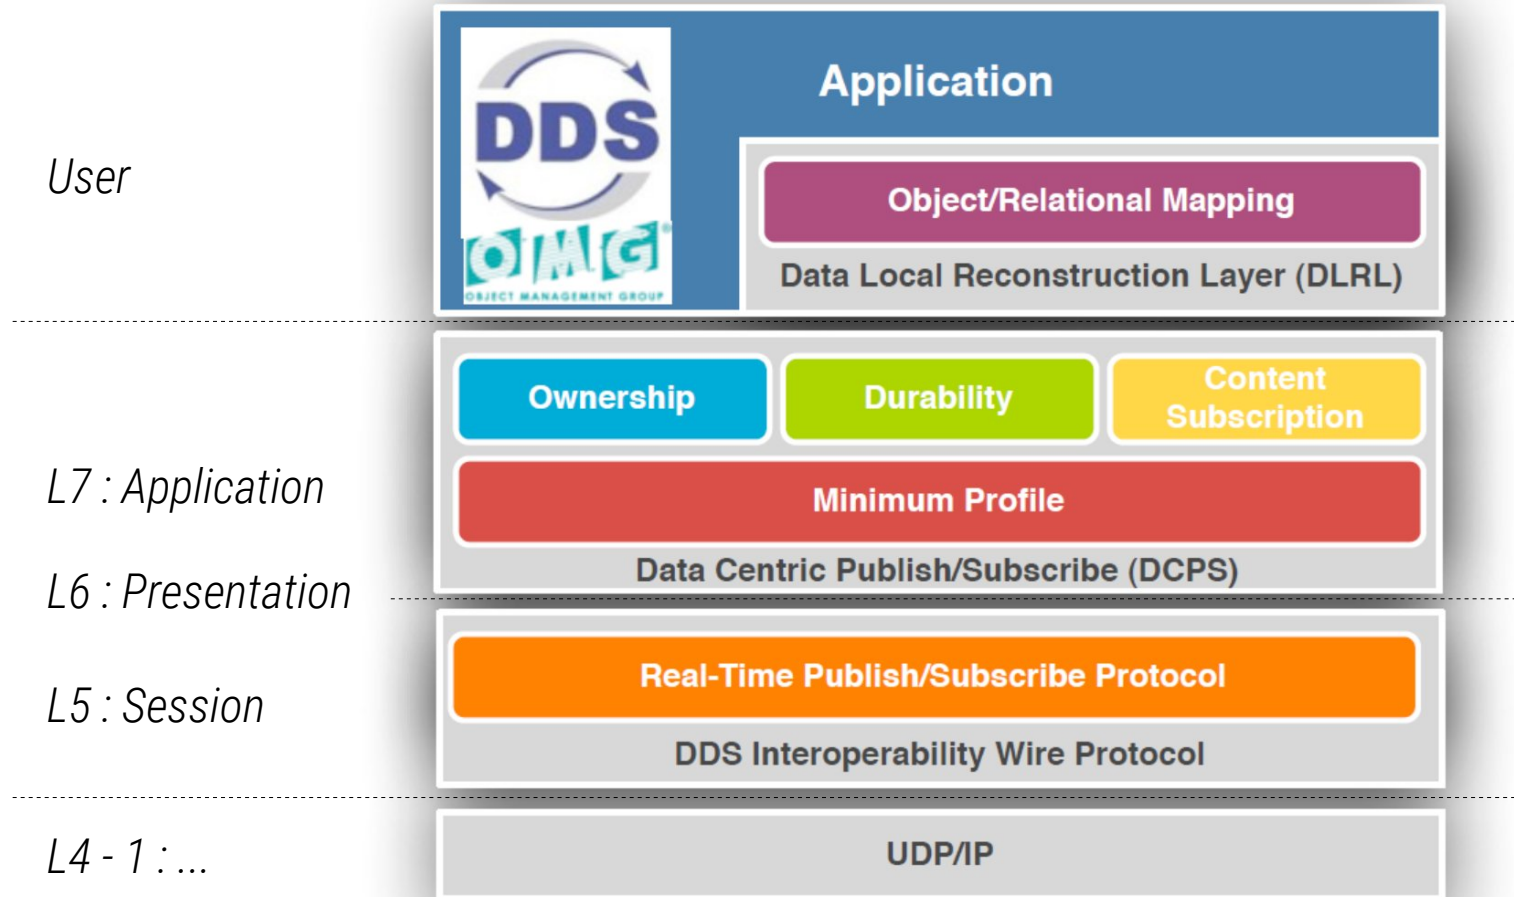 User
DDS
OMG®
OBJECT MANAGEMENT GROUP
Application
Object/Relational Mapping
Data Local Reconstruction Layer (DLRL)
L7 : Application
L6 : Presentation
L5 : Session
Ownership
Durability
Content
Subscription
Minimum Profile
Data Centric Publish/Subscribe (DCPS)
Real-Time Publish/Subscribe Protocol
DDS Interoperability Wire Protocol
L4 - 1 : ...
UDP/IP